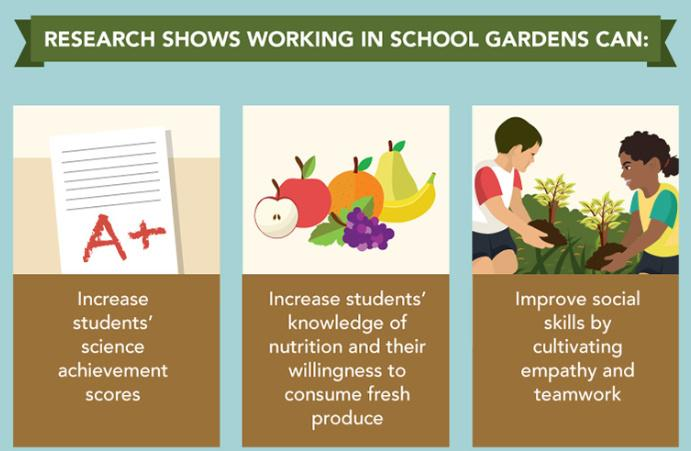 RESEARCH SHOWS WORKING IN SCHOOL GARDENS CAN:
A+
Increase
students'
science
achievement
scores
Increase students'
knowledge of
nutrition and their
willingness to
consume fresh
produce
Improve social
skills by
cultivating
empathy and
teamwork